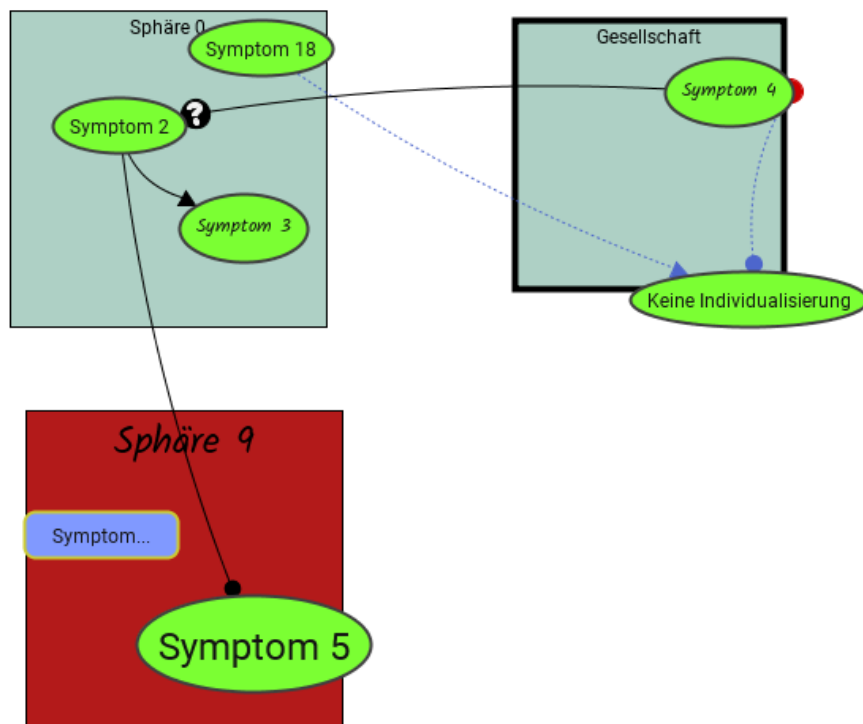 Sphäre 0
Symptom 18
Gesellschaft
Symptom 4
?
Symptom 2
Symptom 3
Keine Individualisierung
Sphäre 9
Symptom...
Symptom 5